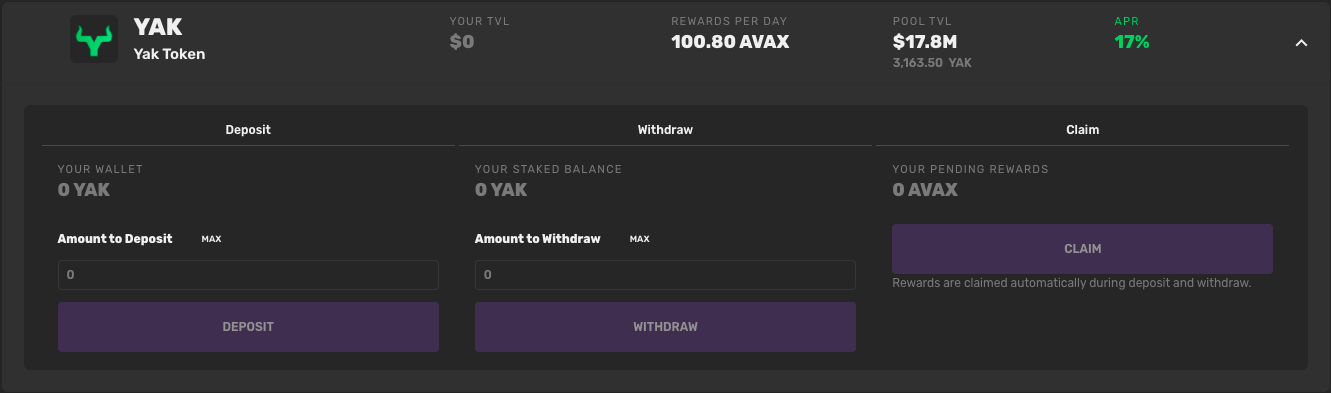 YAK
Yak Token
YOUR TVL
$0
REWARDS PER DAY
100.80 AVAX
POOL TVL
$17.8M
3,163.50 YAK
APR
17%
Deposit
YOUR WALLET
0 YAK
Amount to Deposit MAX
0
DEPOSIT
Withdraw
YOUR STAKED BALANCE
0 YAK
Amount to Withdraw MAX
0
WITHDRAW
Claim
YOUR PENDING REWARDS
0 AVAX
CLAIM
Rewards are claimed automatically during deposit and withdraw.